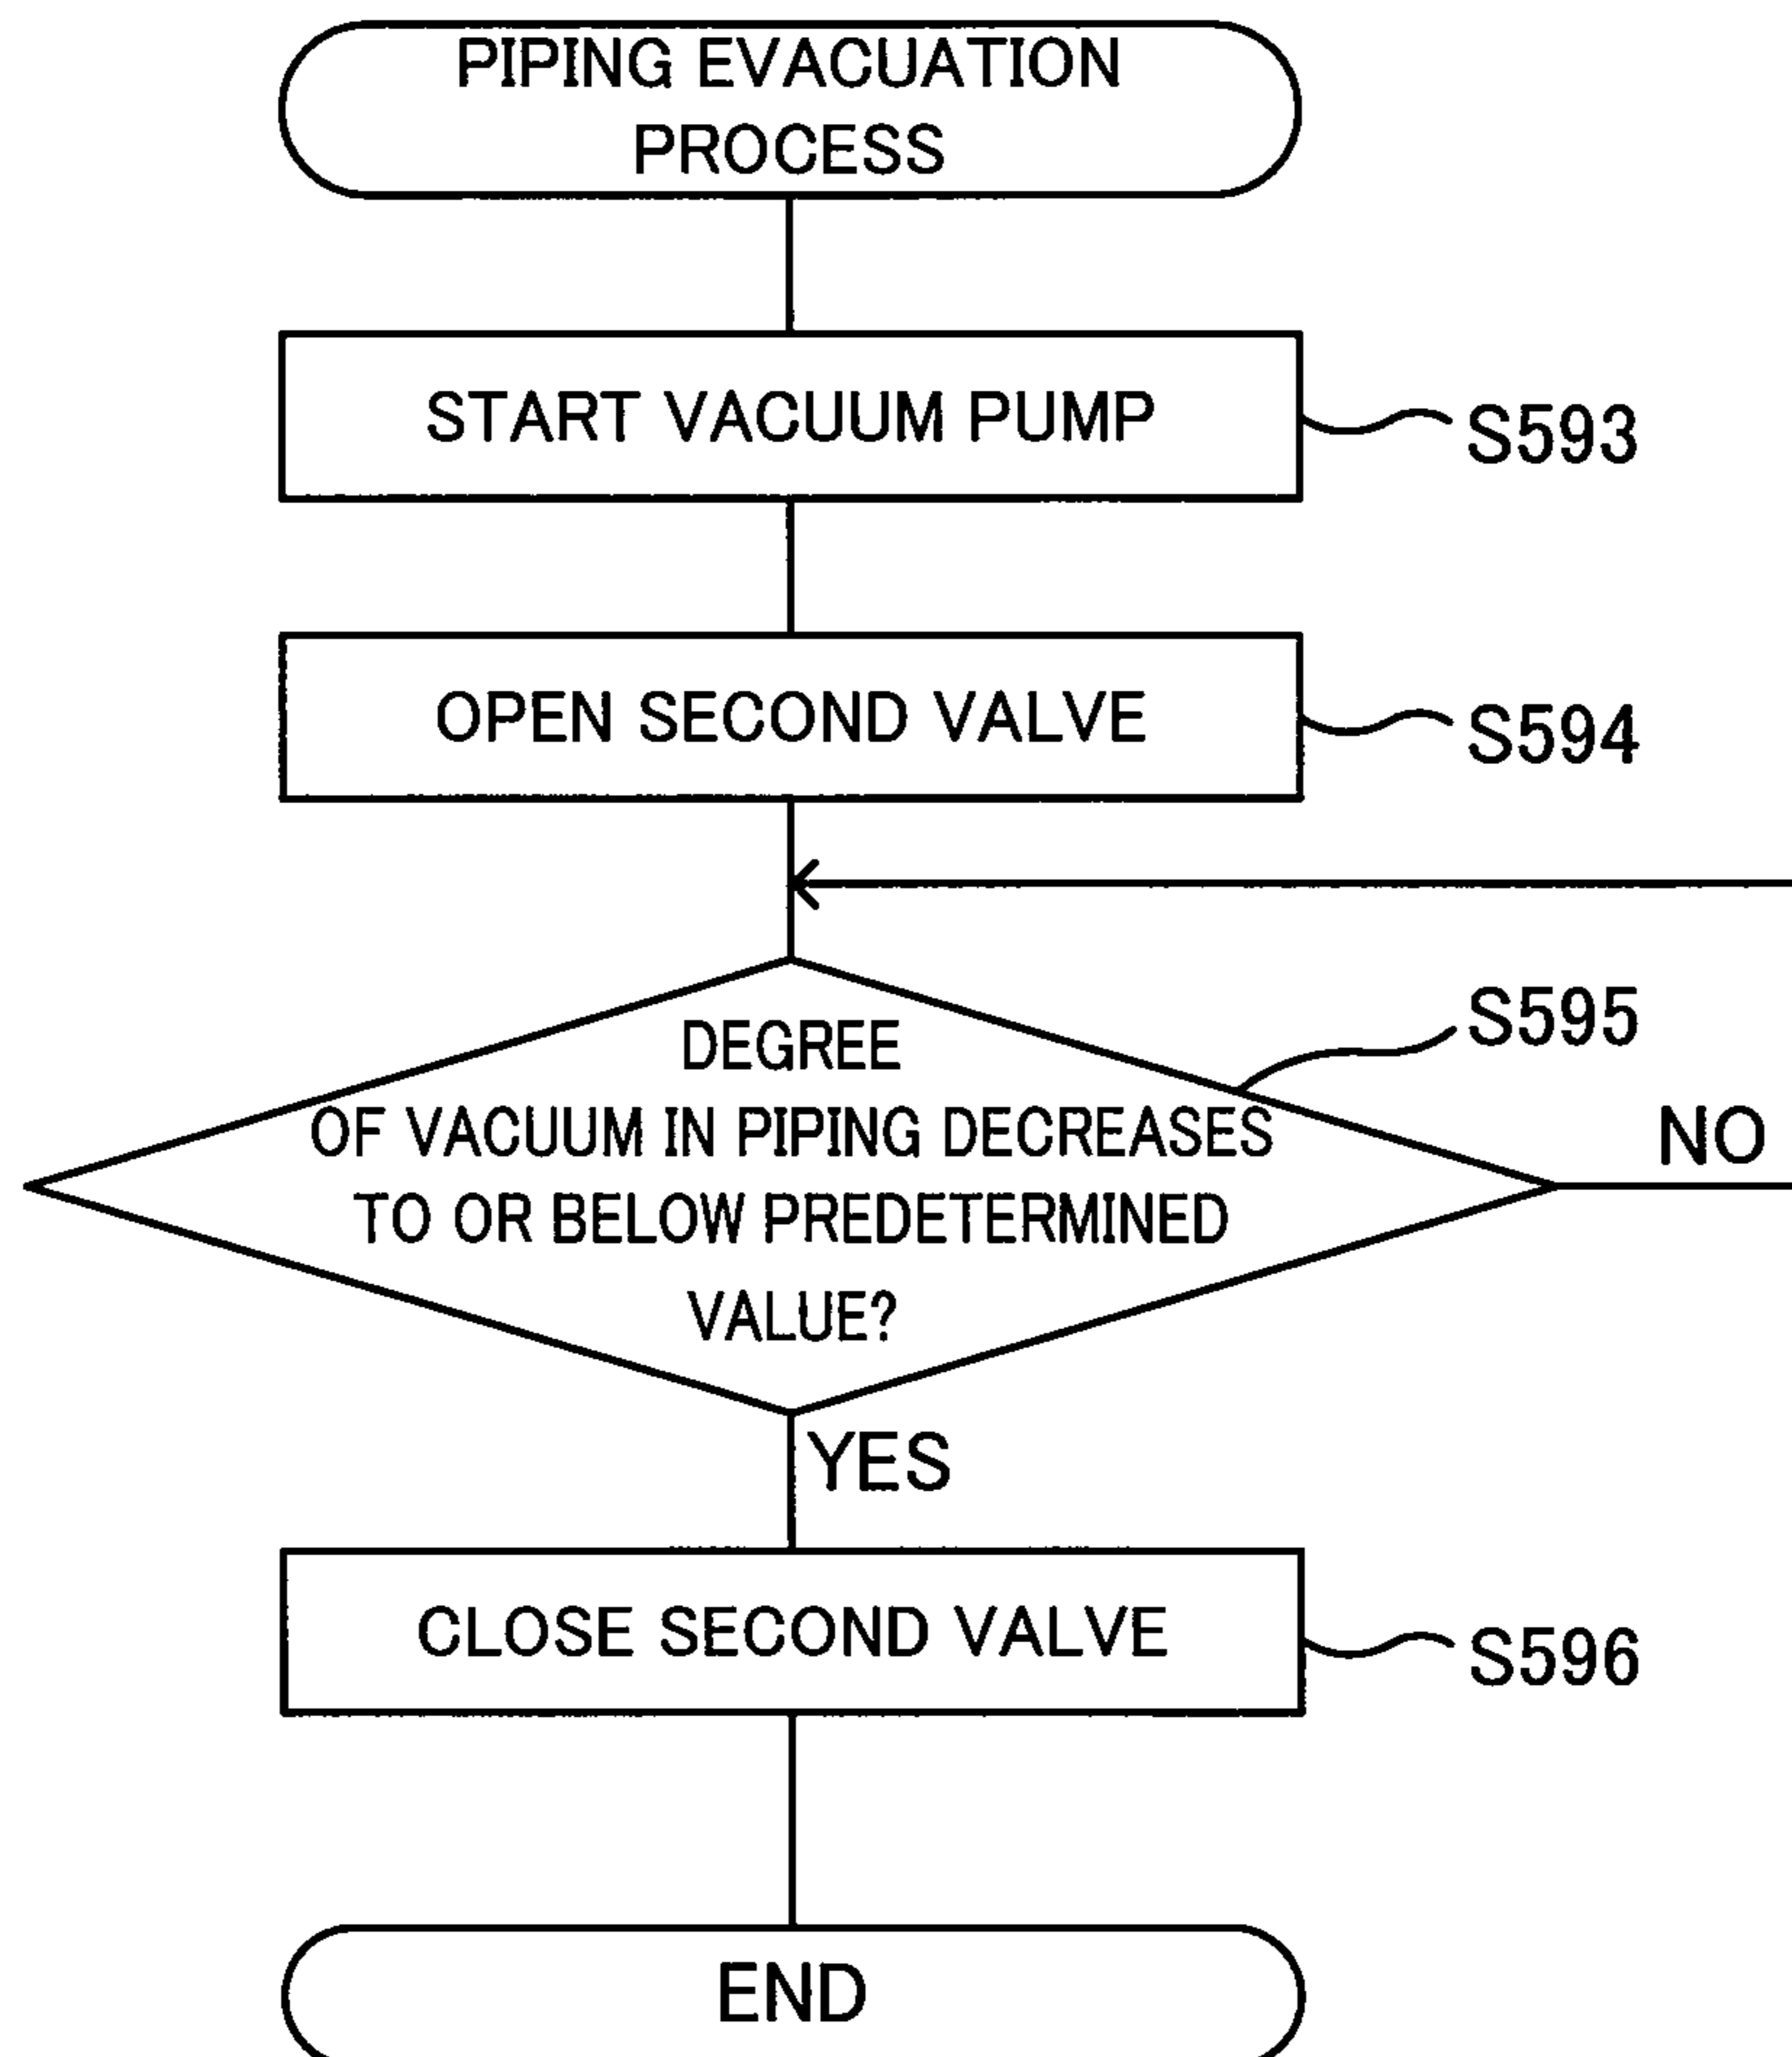 PIPING EVACUATION
PROCESS
START VACUUM PUMP
S593
OPEN SECOND VALVE
S594
S595
DEGREE
OF VACUUM IN PIPING DECREASES
TO OR BELOW PREDETERMINED
VALUE?
NO
YES
CLOSE SECOND VALVE
S596
END